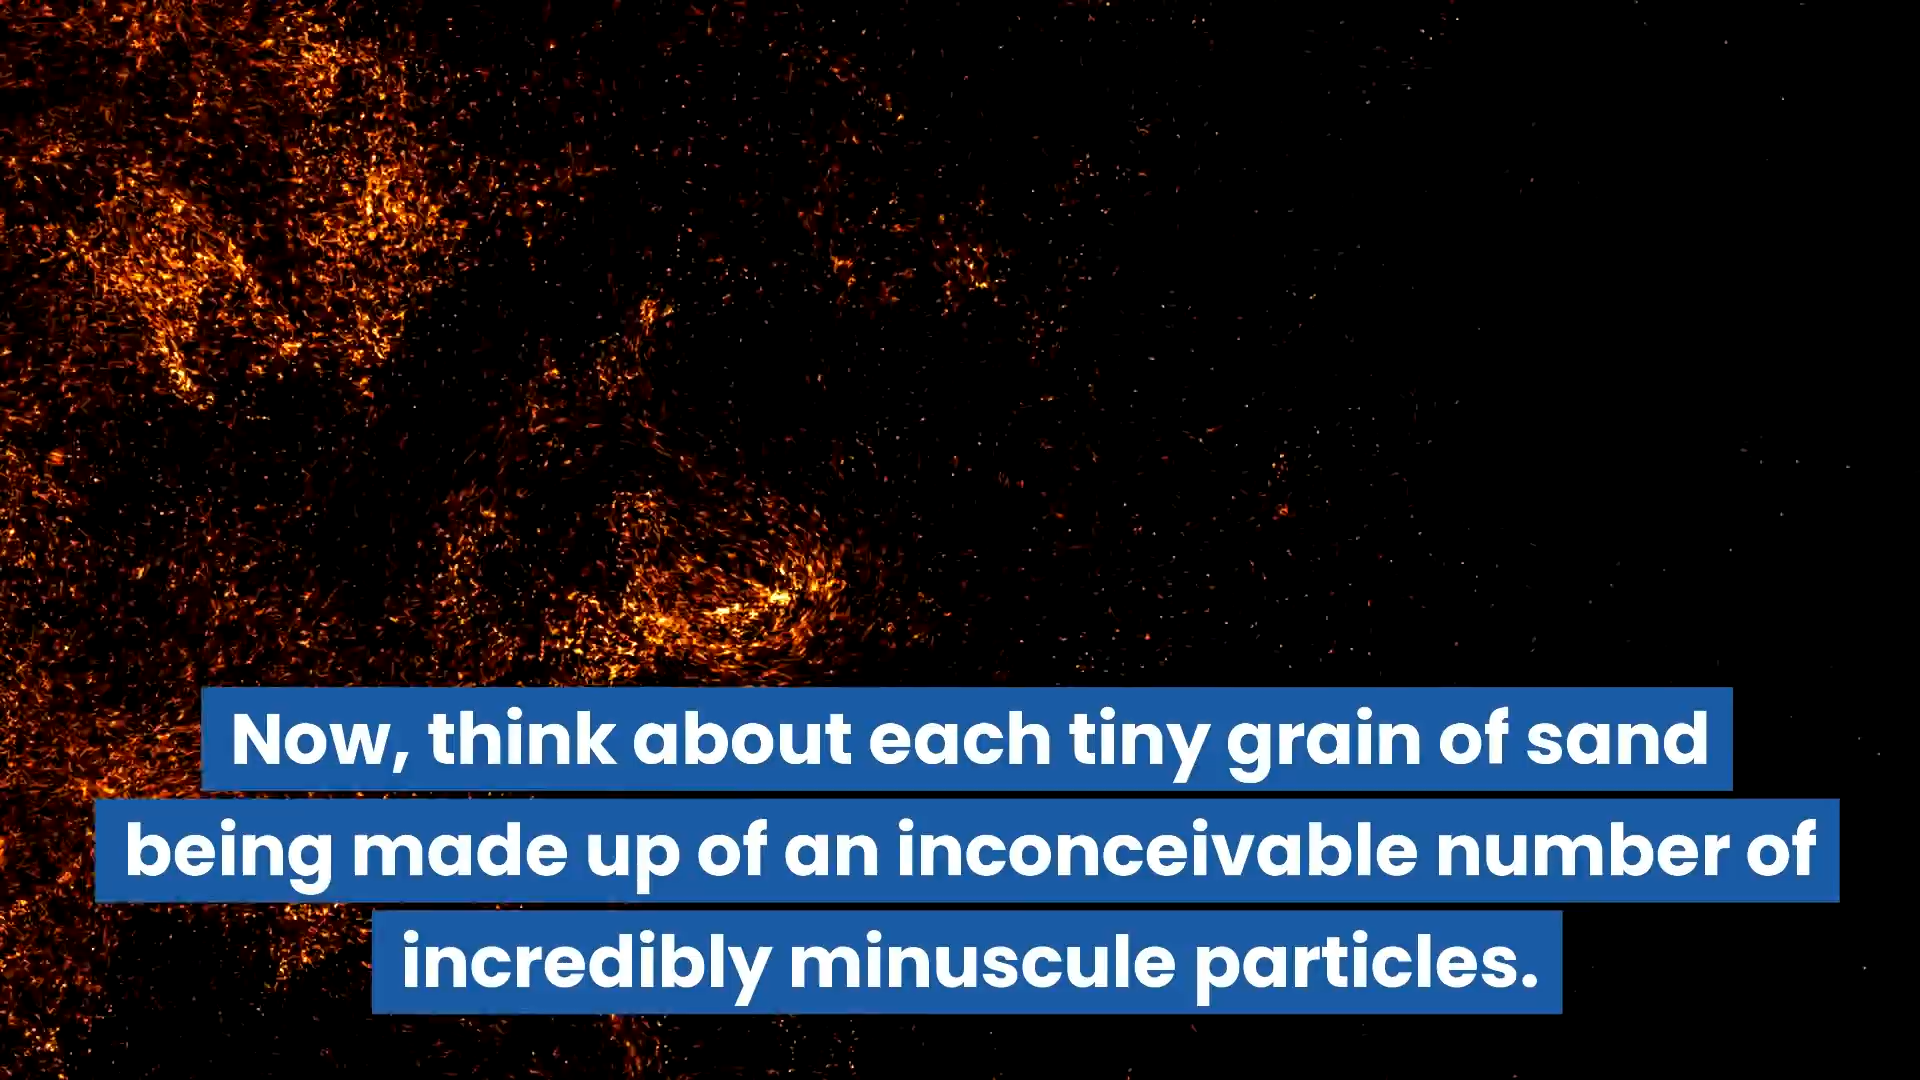 Now, think about each tiny grain of sand
being made up of an inconceivable number of
incredibly minuscule particles.